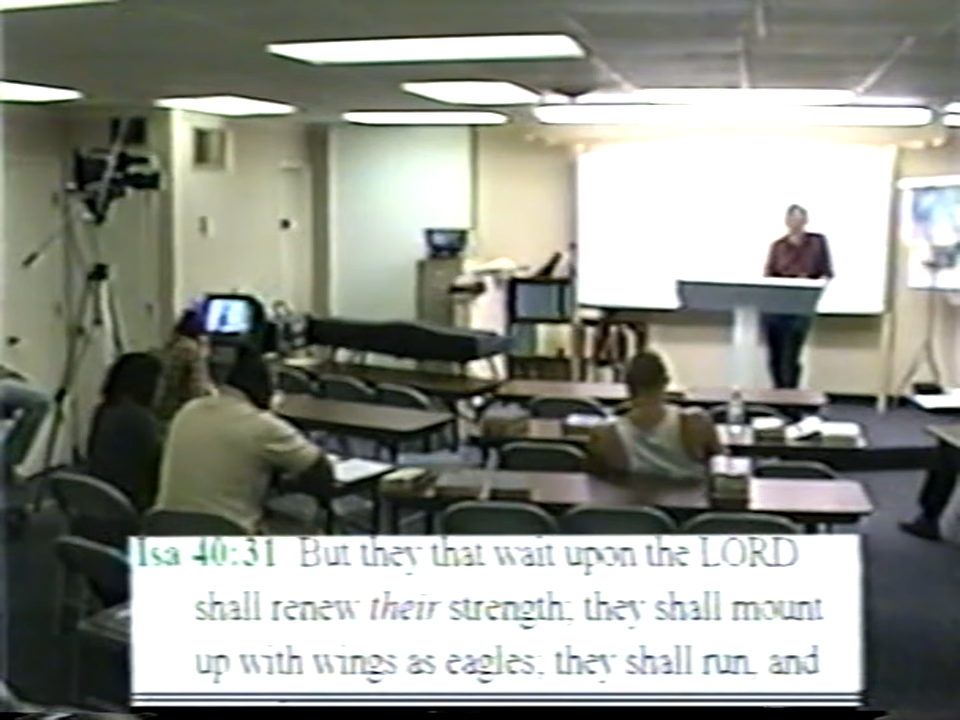 Isa 40:31 But they that wait upon the LORD
shall renew their strength; they shall mount
up with wings as eagles; they shall run, and